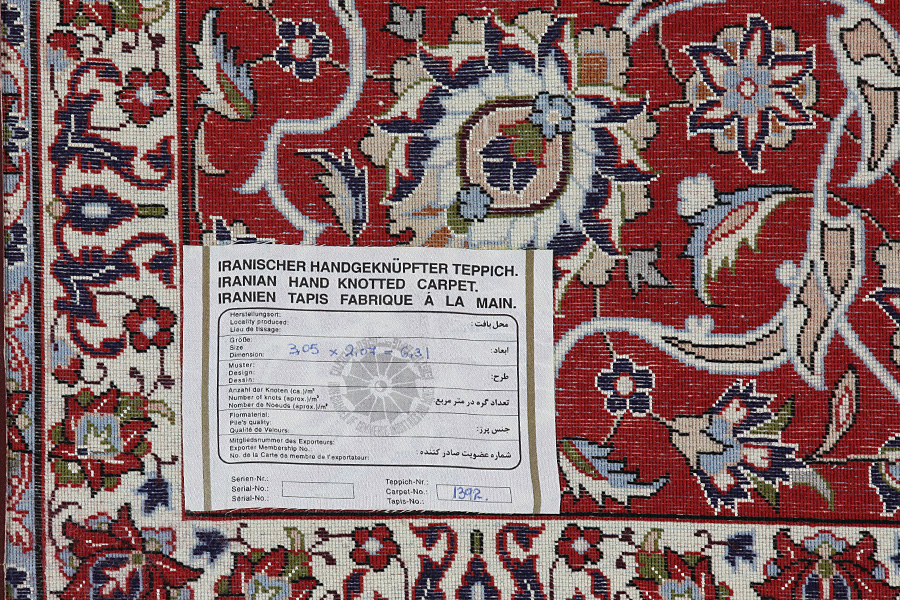 IRANISCHER HANDGEKNÜPFTER TEPPICH.
IRANIAN HAND KNOTTED CARPET.
IRANIEN TAPIS FABRIQUE Á LA MAIN.
Herstellungsort:
Locality produced:
Lieu de tissage:
محل بافت:
Größe:
Size
Dimension:
3,05 × 2,07 = 6,31
ابعاد:
Muster:
Design:
Dessin:
طرح:
Anzahl der Knoten (ca.)/m²
Number of knots (aprox.)/m²
Nombre de Noeuds (aprox.)/m²
تعداد گره در متر مربع:
Flormaterial:
Pile's quality:
Qualité de Velours:
جنس پرز:
Mitgliedsnummer des Exporteurs:
Exporter Membership No.:
No. de la Carte de membre de l'exportateur:
شماره عضویت صادر کننده:
Serien-Nr.:
Serial-No.:
Sérial-No.:
Teppich-Nr.:
Carpet-No.:
Tapis-No.:
1392.